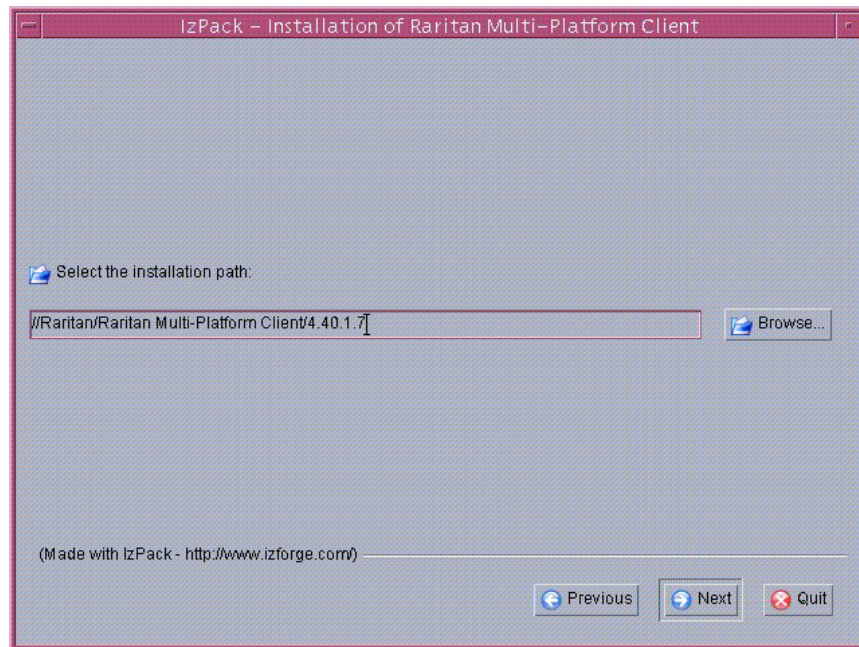 IzPack – Installation of Raritan Multi–Platform Client
Select the installation path:
//Raritan/Raritan Multi-Platform Client/4.40.1.7
Browse...
(Made with IzPack - http://www.izforge.com/)
Previous
Next
Quit